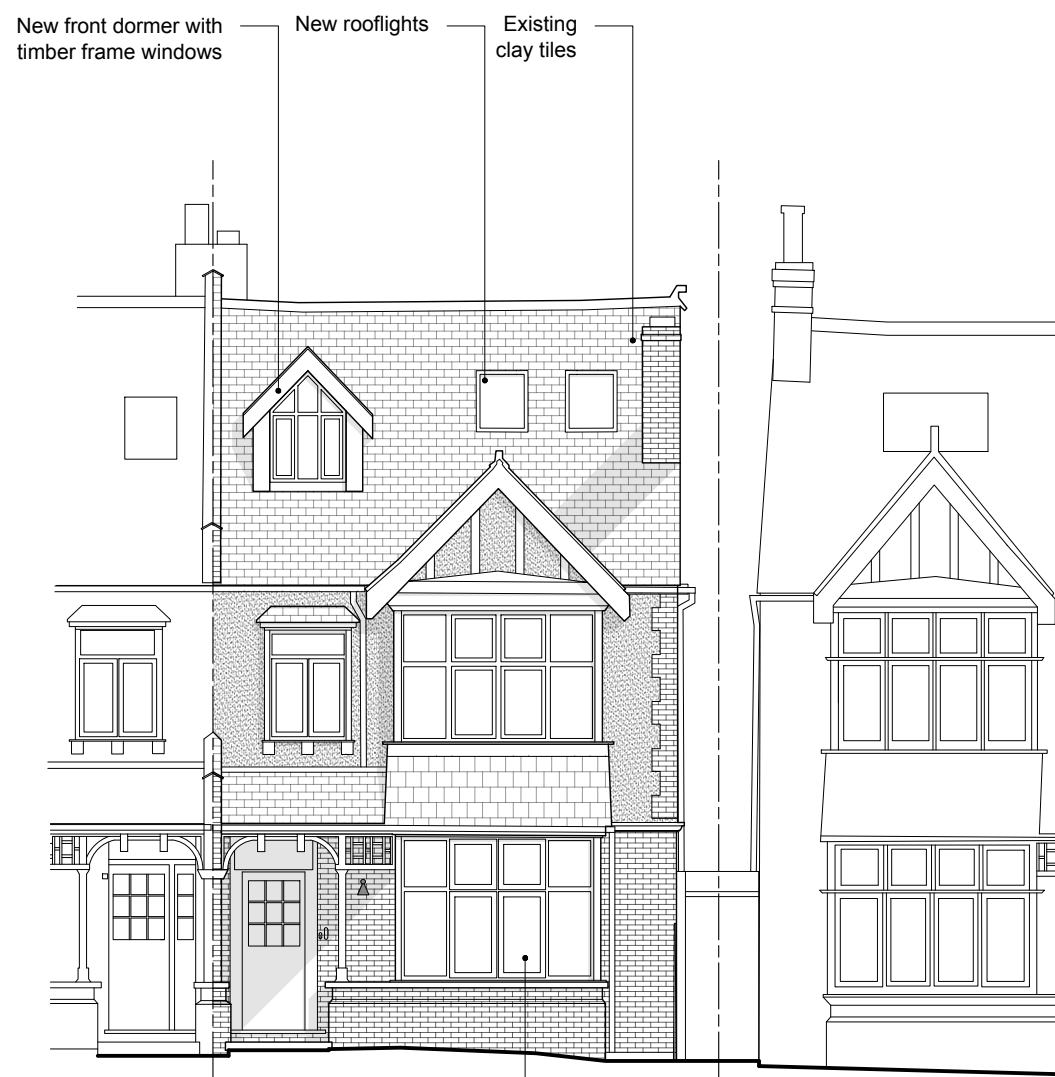 New front dormer with
timber frame windows
New rooflights
Existing
clay tiles